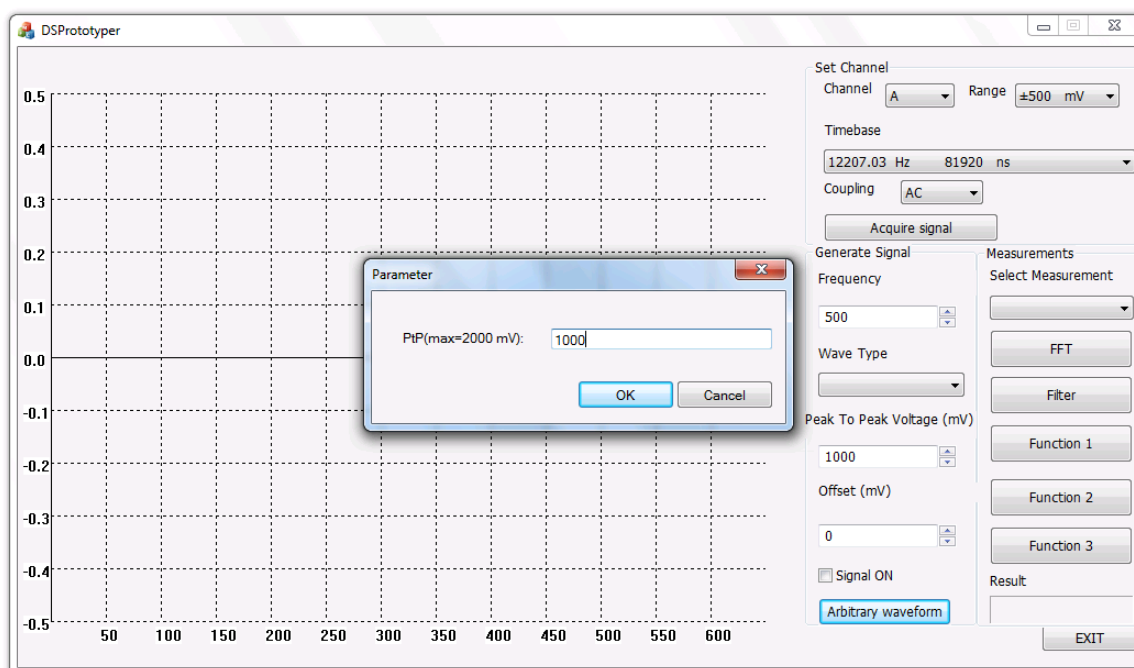 DSPrototyper
0.5
0.4
0.3
0.2
0.1
0.0
-0.1
-0.2
-0.3
-0.4
-0.5
50 100 150 200 250 300 350 400 450 500 550 600
Parameter
PtP(max=2000 mV): 1000
OK Cancel
Set Channel
Channel A Range ±500 mV
Timebase
12207.03 Hz 81920 ns
Coupling AC
Acquire signal
Generate Signal
Frequency
500
Wave Type
Peak To Peak Voltage (mV)
1000
Offset (mV)
0
Signal ON
Arbitrary waveform
Measurements
Select Measurement
FFT
Filter
Function 1
Function 2
Function 3
Result
EXIT